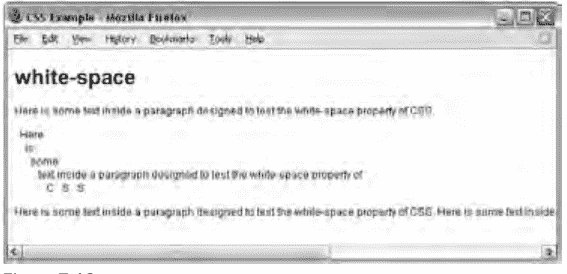 CSS Example - Mozilla Firefox
File Edit View History Bookmarks Tools Help
white-space
Here is some text inside a paragraph designed to test the white-space property of CSS.
Here
is
some
text inside a paragraph designed to test the white-space property of
C S S
Here is some text inside a paragraph designed to test the white-space property of CSS. Here is some text inside